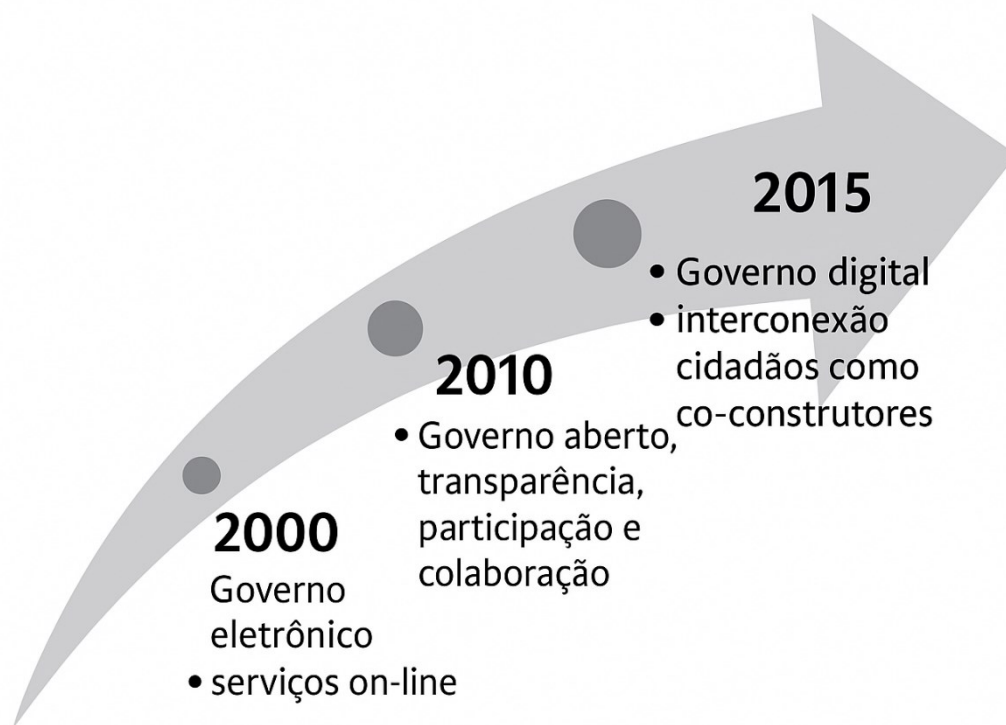 2000
Governo
eletrônico
• serviços on-line
2010
• Governo aberto,
transparência,
participação e
colaboração
2015
• Governo digital
• interconexão
cidadãos como
co-construtores